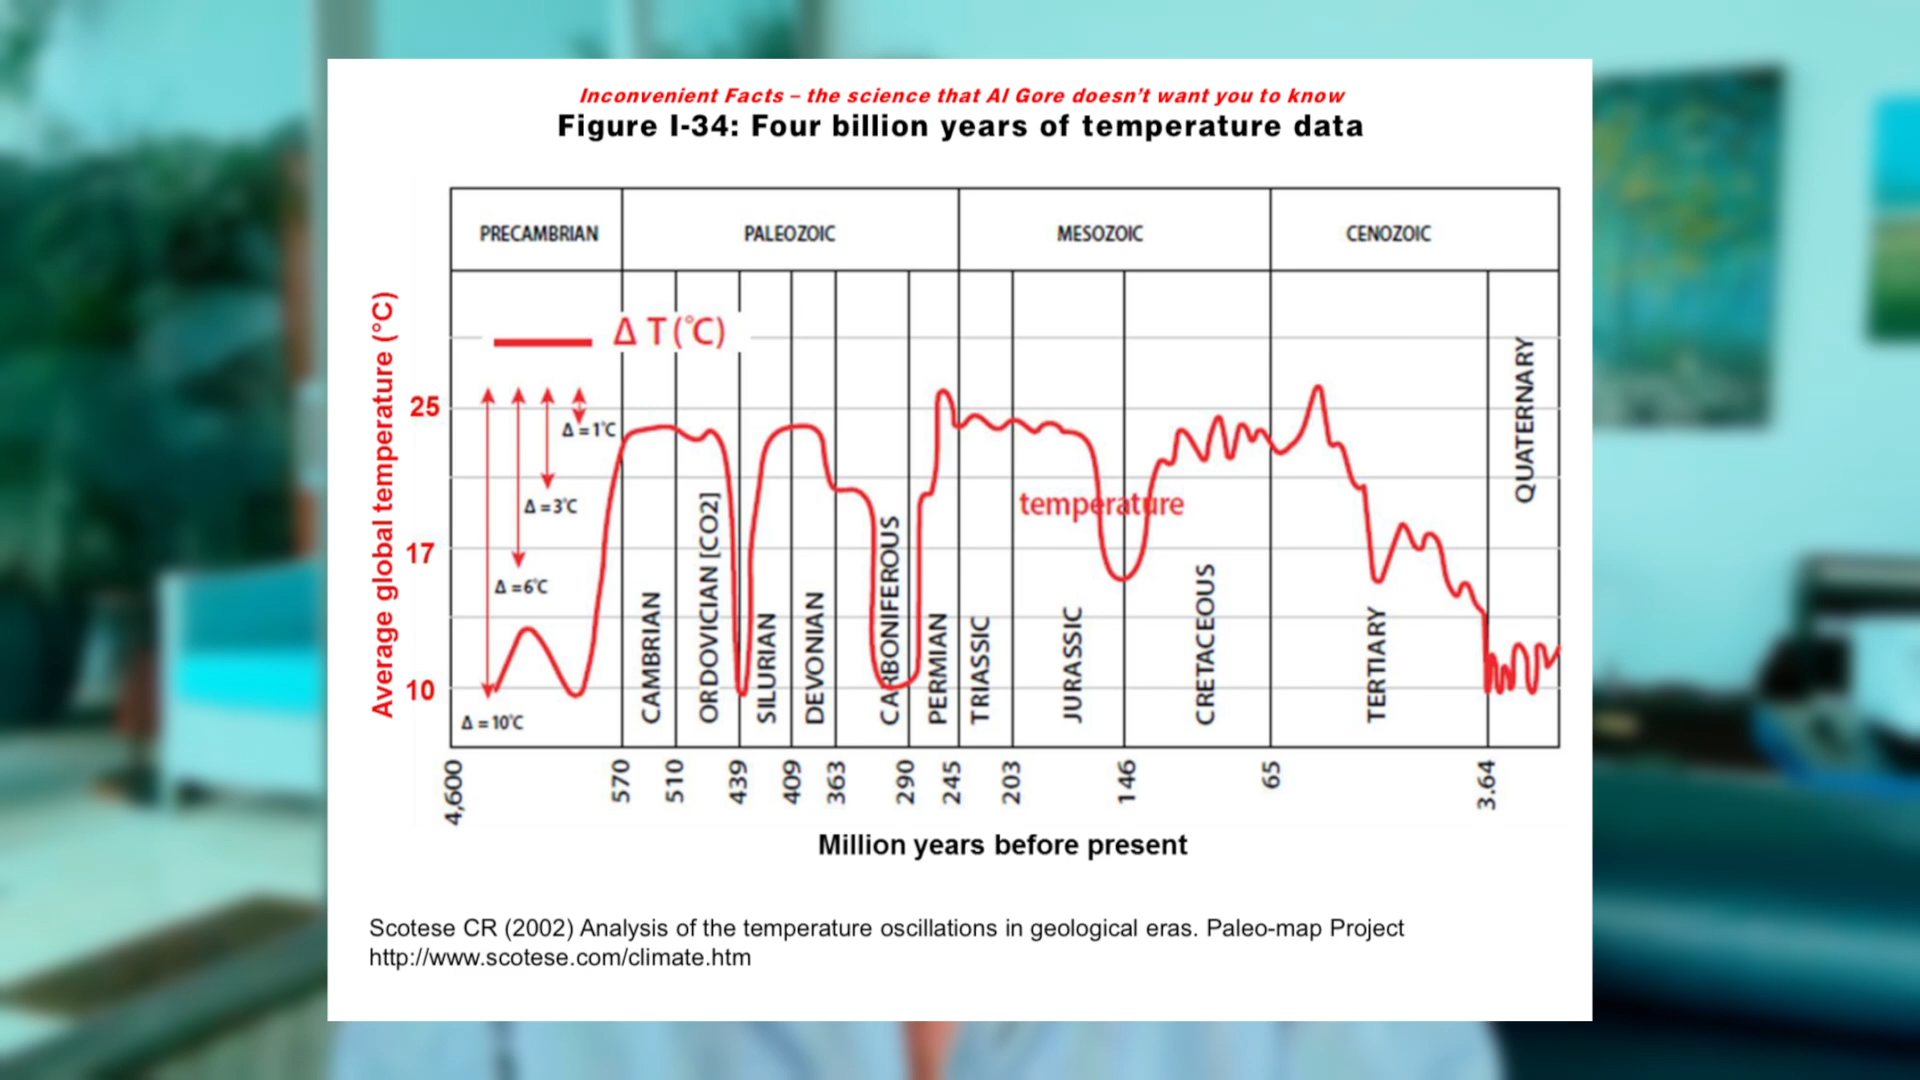 Inconvenient Facts – the science that Al Gore doesn't want you to know
Figure I-34: Four billion years of temperature data
PRECAMBRIAN
PALEOZOIC
MESOZOIC
CENOZOIC
Δ T (°C)
Average global temperature (°C)
25
17
10
Δ = 1°C
Δ = 3°C
Δ = 6°C
Δ = 10°C
temperature
CAMBRIAN
ORDOVICIAN [CO2]
SILURIAN
DEVONIAN
CARBONIFEROUS
PERMIAN
TRIASSIC
JURASSIC
CRETACEOUS
TERTIARY
QUATERNARY
4,600
570
510
439
409
363
290
245
203
146
65
3.64
Million years before present
Scotese CR (2002) Analysis of the temperature oscillations in geological eras. Paleo-map Project
http://www.scotese.com/climate.htm